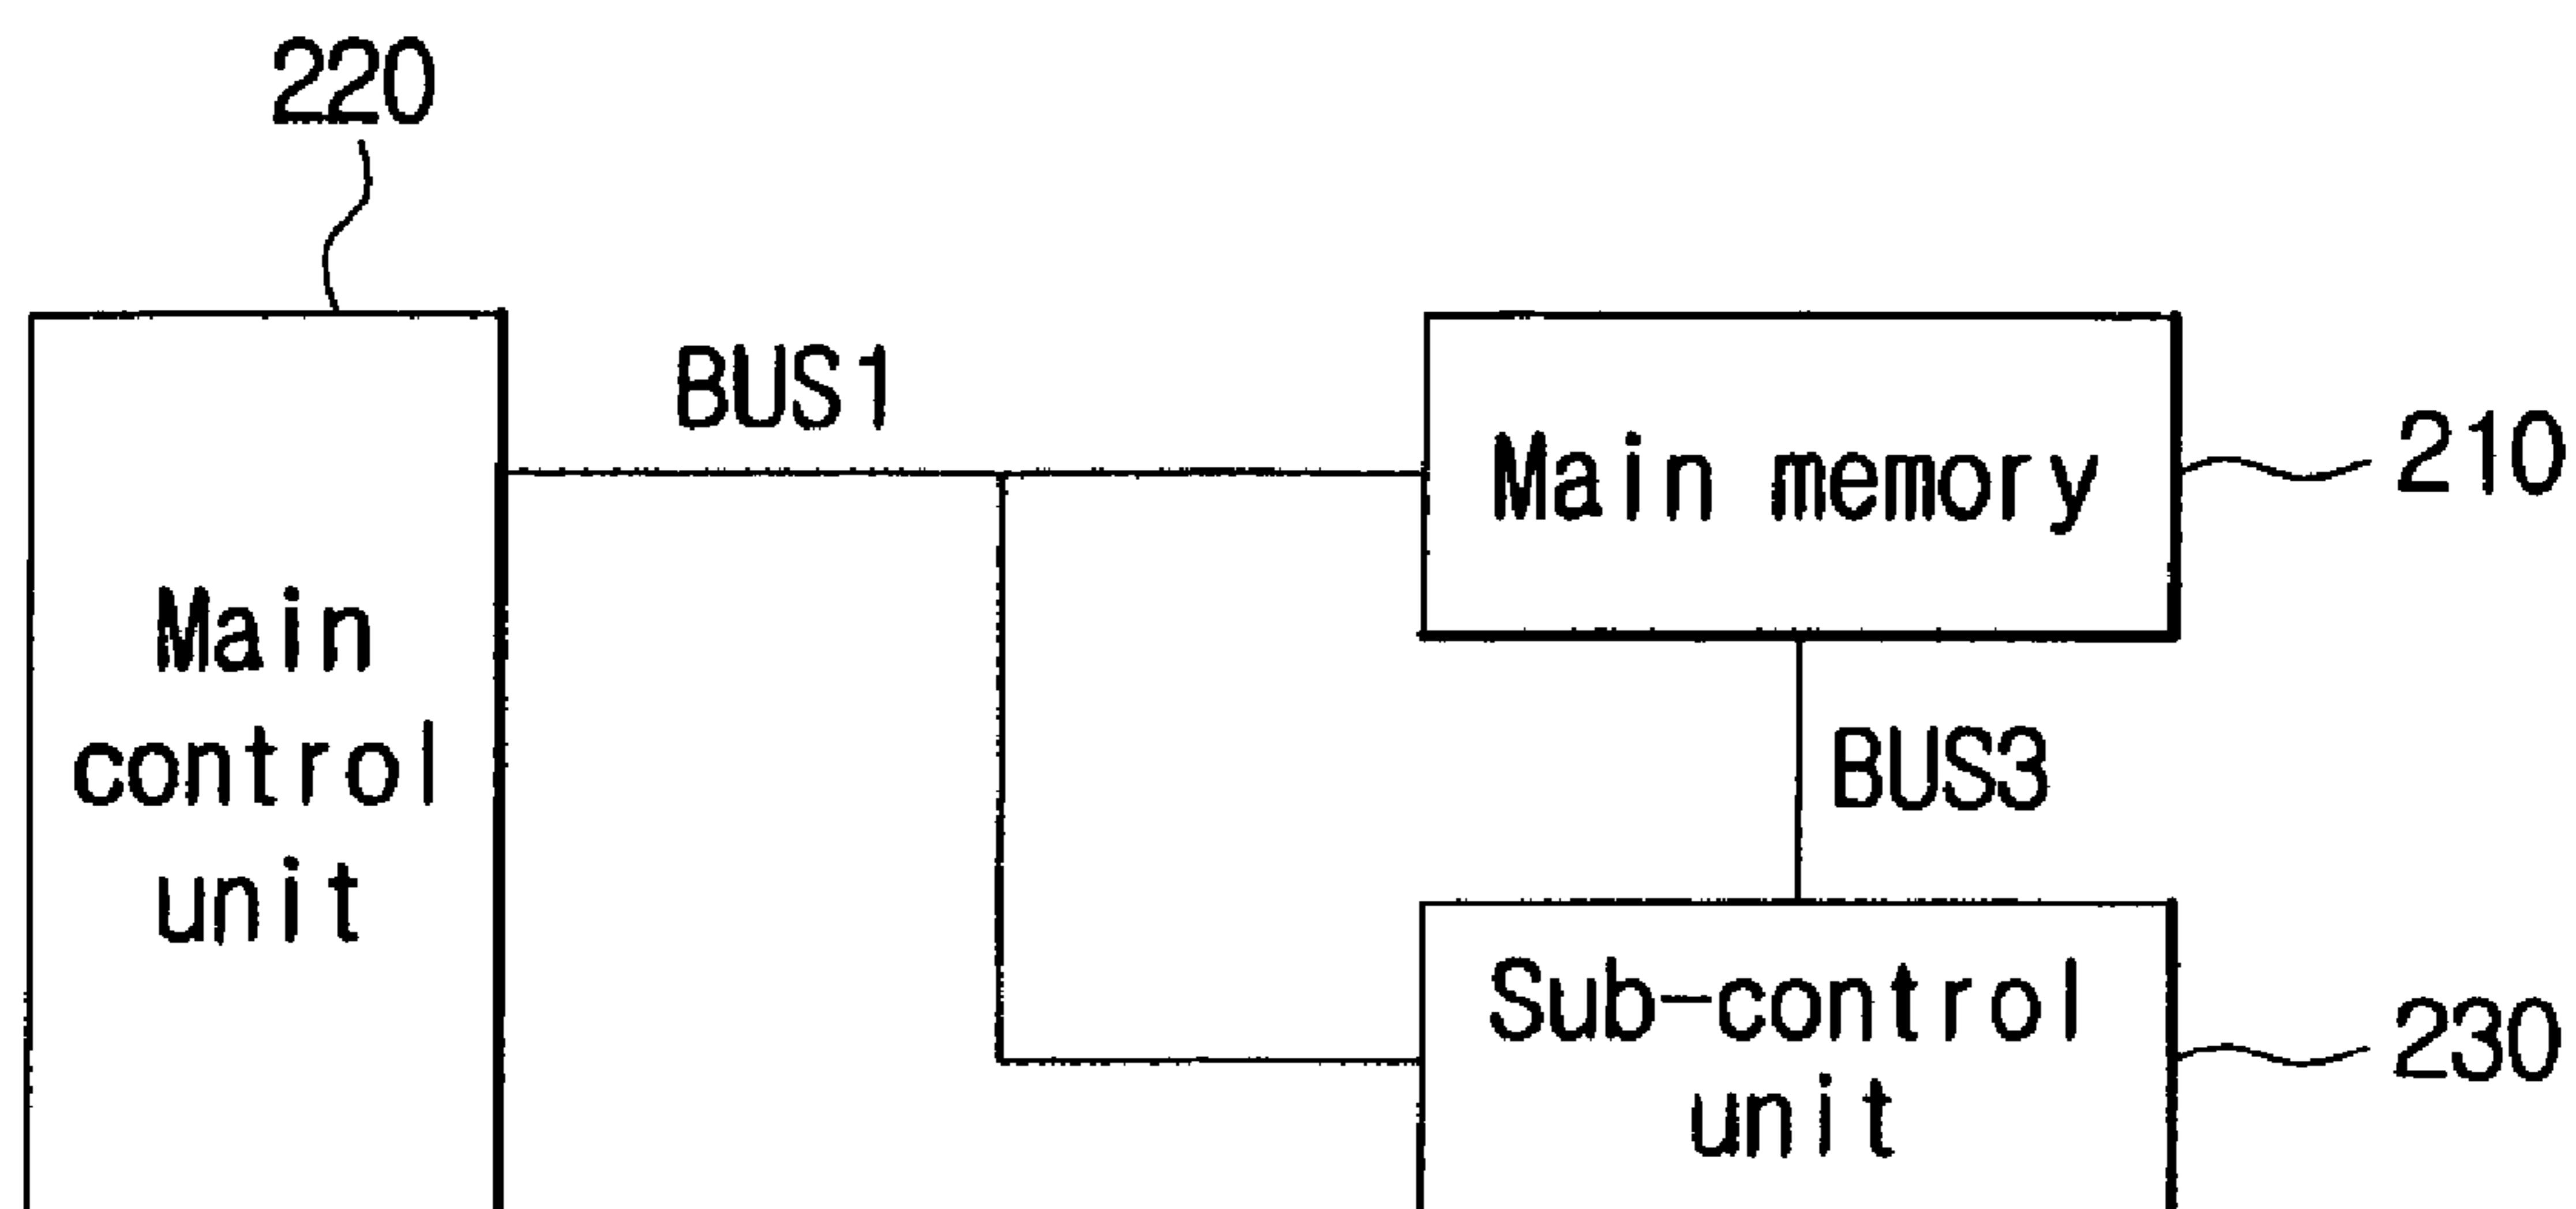 220
BUS1
Main memory
210
Main
control
unit
BUS3
Sub-control
unit
230